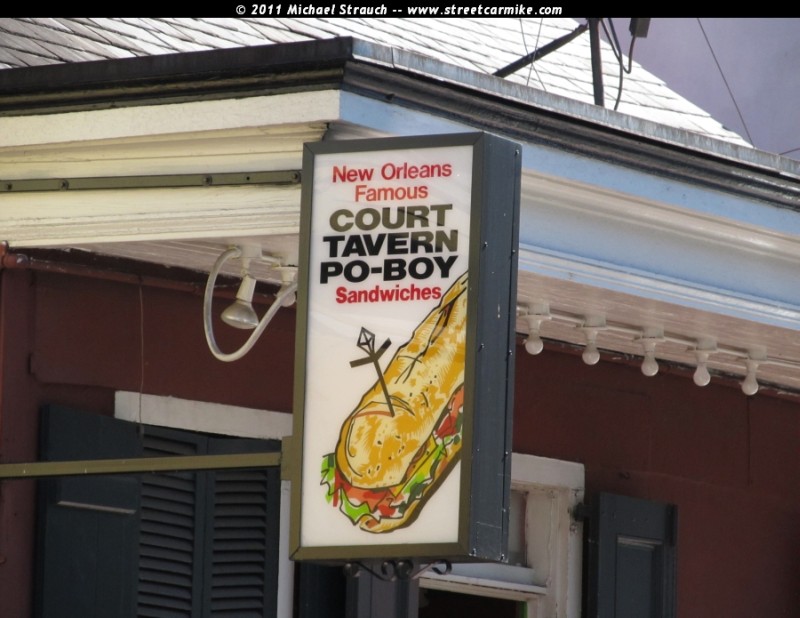 © 2011 Michael Strauch -- www.streetcarmike.com
New Orleans
Famous
COURT
TAVERN
PO-BOY
Sandwiches